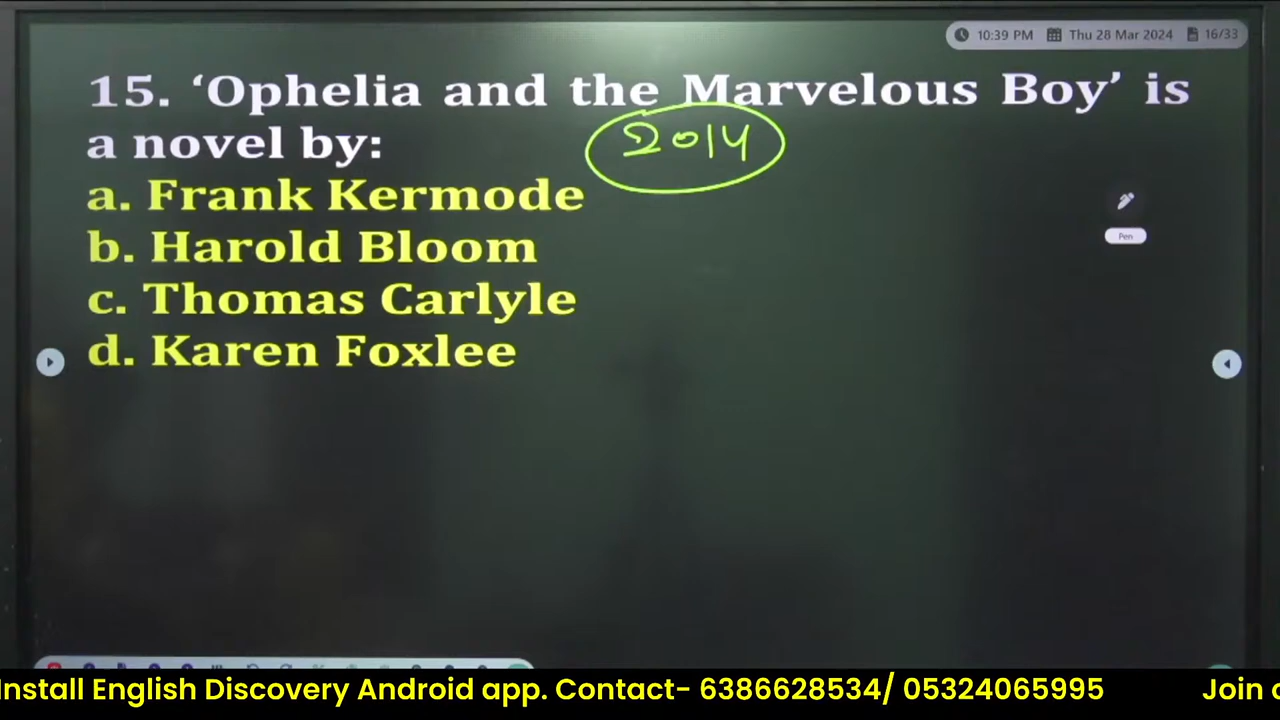 10:39 PM Thu 28 Mar 2024 16/33
15. ‘Ophelia and the Marvelous Boy’ is
a novel by:
2014
a. Frank Kermode
b. Harold Bloom
c. Thomas Carlyle
d. Karen Foxlee
Pen
Install English Discovery Android app. Contact- 6386628534/ 05324065995 Join